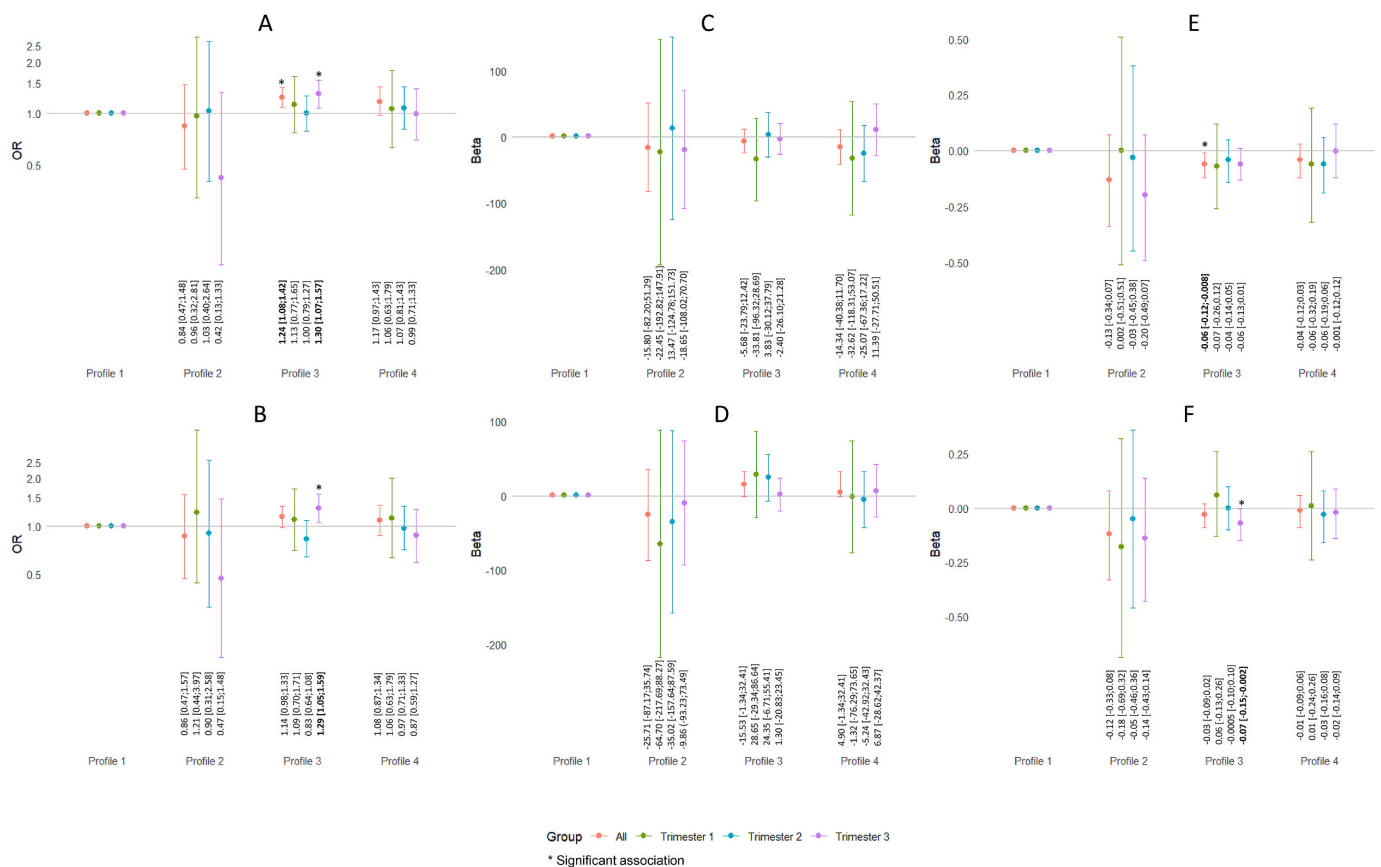 A
OR
2.5
2.0
1.5
1.0
0.5
0.84 [0.47;1.48]
0.96 [0.32;2.81]
1.03 [0.40;2.64]
0.42 [0.13;1.33]
1.24 [1.08;1.42]
1.13 [0.77;1.65]
1.00 [0.79;1.27]
1.30 [1.07;1.57]
1.17 [0.97;1.43]
1.06 [0.63;1.79]
1.07 [0.81;1.43]
0.99 [0.71;1.33]
*
*
Profile 1
Profile 2
Profile 3
Profile 4
C
Beta
100
0
-100
-200
-15.80 [-82.20;51.29]
-22.45 [-192.82;147.91]
13.47 [-124.78;151.73]
-18.65 [-108.02;70.70]
-5.68 [-23.79;12.42]
-33.81 [-96.32;28.69]
3.83 [-30.12;37.79]
-2.40 [-26.10;21.28]
-14.34 [-40.38;11.70]
-32.62 [-118.31;53.07]
-25.07 [-67.36;17.22]
11.39 [-27.71;50.51]
Profile 1
Profile 2
Profile 3
Profile 4
E
Beta
0.50
0.25
0.00
-0.25
-0.50
*
-0.13 [-0.34;0.07]
0.002 [-0.51;0.51]
-0.03 [-0.45;0.38]
-0.20 [-0.49;0.07]
-0.06 [-0.12;-0.008]
-0.07 [-0.26;0.12]
-0.04 [-0.14;0.05]
-0.06 [-0.13;0.01]
-0.04 [-0.12;0.03]
-0.06 [-0.32;0.19]
-0.06 [-0.19;0.06]
-0.001 [-0.12;0.12]
Profile 1
Profile 2
Profile 3
Profile 4
B
OR
2.5
2.0
1.5
1.0
0.5
*
0.86 [0.47;1.57]
1.21 [0.44;3.97]
0.90 [0.31;2.58]
0.47 [0.15;1.48]
1.14 [0.98;1.33]
1.09 [0.70;1.71]
0.83 [0.64;1.08]
1.29 [1.05;1.59]
1.08 [0.87;1.34]
1.06 [0.63;1.79]
0.97 [0.71;1.33]
0.87 [0.59;1.27]
Profile 1
Profile 2
Profile 3
Profile 4
D
Beta
100
0
-100
-200
-25.71 [-87.17;35.74]
-64.70 [-217.69;88.27]
-35.02 [-157.64;87.59]
-9.86 [-93.23;73.49]
-15.53 [-1.34;32.41]
28.65 [-29.34;86.64]
24.35 [-6.71;55.41]
1.30 [-20.83;23.45]
4.90 [-1.34;32.41]
-1.32 [-76.29;73.65]
-5.24 [-42.92;32.43]
6.87 [-28.62;42.37]
Profile 1
Profile 2
Profile 3
Profile 4
F
Beta
0.25
0.00
-0.25
-0.50
*
-0.12 [-0.33;0.08]
-0.18 [-0.69;0.32]
-0.05 [-0.46;0.36]
-0.14 [-0.43;0.14]
-0.03 [-0.09;0.02]
0.06 [-0.13;0.26]
-0.0005 [-0.10;0.10]
-0.07 [-0.15;-0.002]
-0.01 [-0.09;0.06]
0.01 [-0.24;0.26]
-0.03 [-0.16;0.08]
-0.02 [-0.14;0.09]
Profile 1
Profile 2
Profile 3
Profile 4
Group All Trimester 1 Trimester 2 Trimester 3
* Significant association